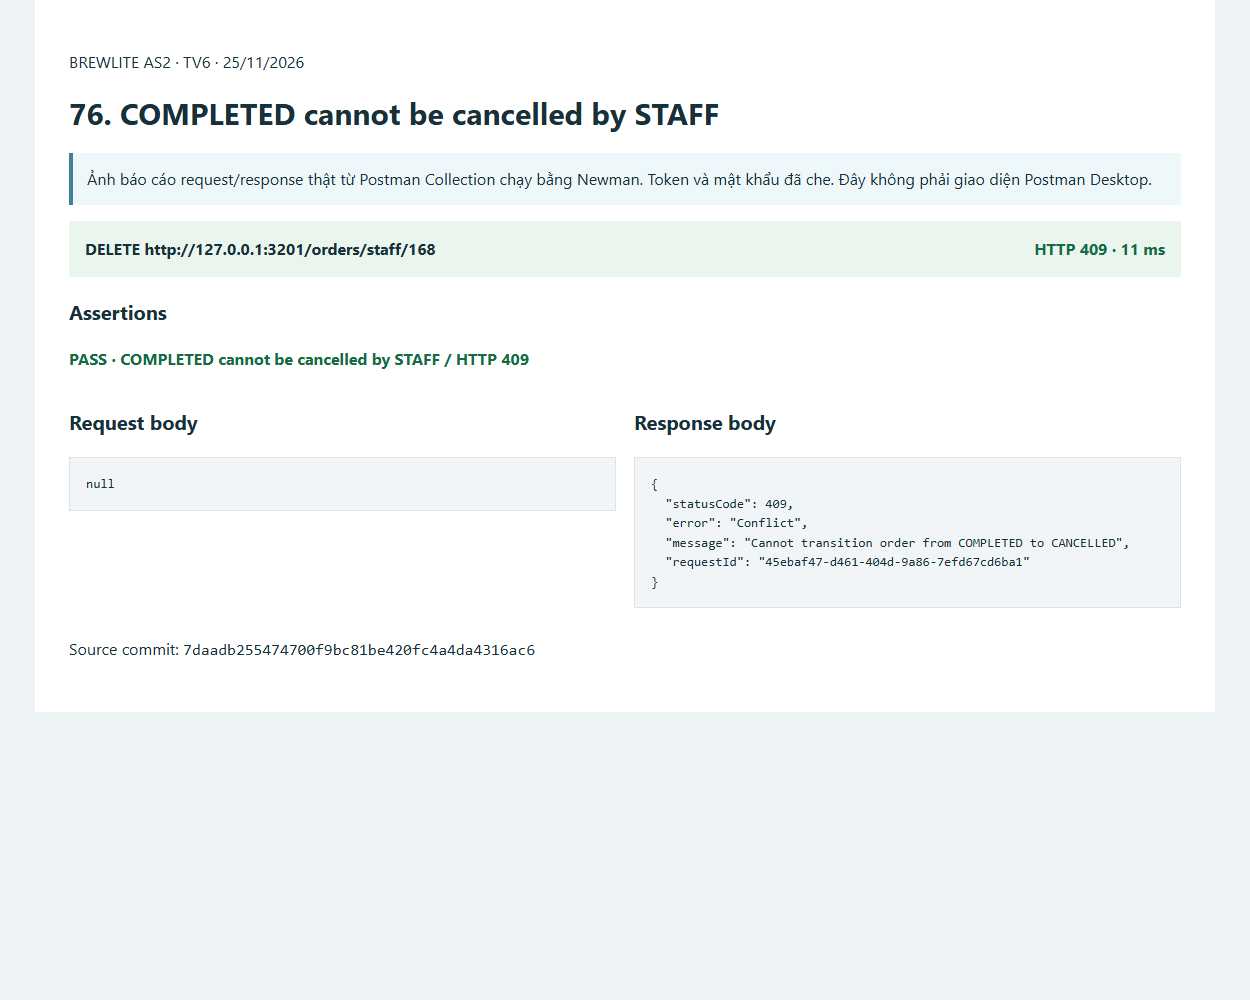 BREWLITE AS2 · TV6 · 25/11/2026
76. COMPLETED cannot be cancelled by STAFF
Ảnh báo cáo request/response thật từ Postman Collection chạy bằng Newman. Token và mật khẩu đã che. Đây không phải giao diện Postman Desktop.
DELETE http://127.0.0.1:3201/orders/staff/168
HTTP 409 · 11 ms
Assertions
PASS · COMPLETED cannot be cancelled by STAFF / HTTP 409
Request body
null
Response body
{
  "statusCode": 409,
  "error": "Conflict",
  "message": "Cannot transition order from COMPLETED to CANCELLED",
  "requestId": "45ebaf47-d461-404d-9a86-7efd67cd6ba1"
}
Source commit: 7daadb255474700f9bc81be420fc4a4da4316ac6